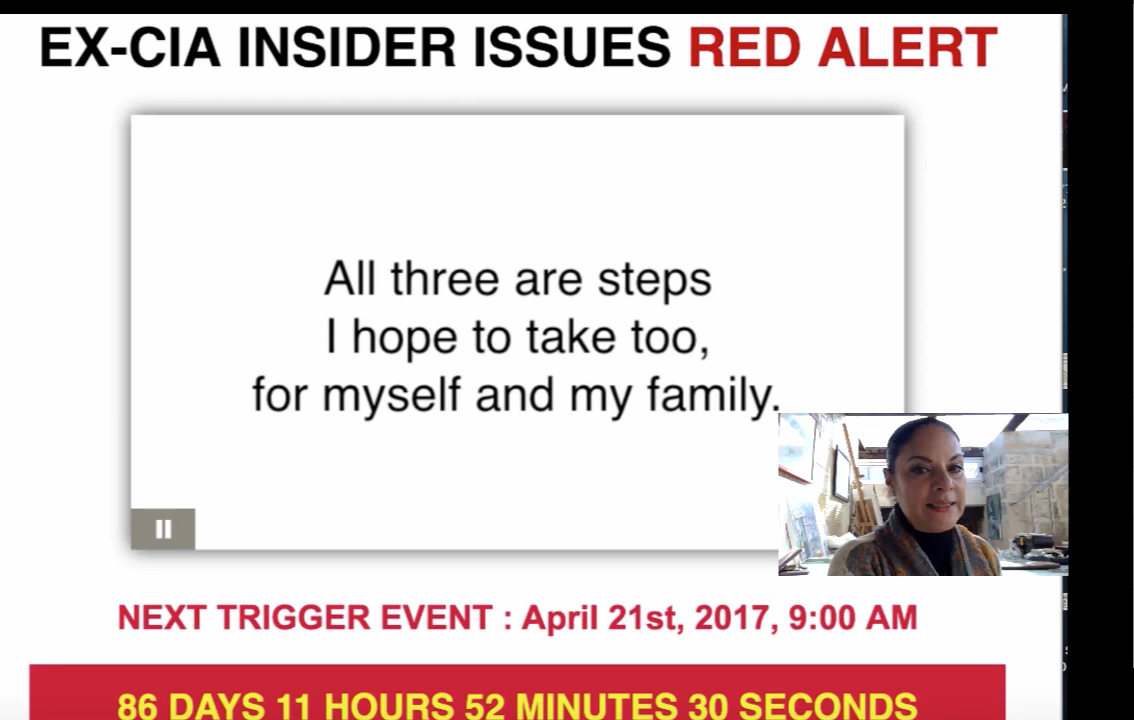 EX-CIA INSIDER ISSUES RED ALERT
All three are steps
I hope to take too,
for myself and my family.
NEXT TRIGGER EVENT : April 21st, 2017, 9:00 AM
86 DAYS 11 HOURS 52 MINUTES 30 SECONDS